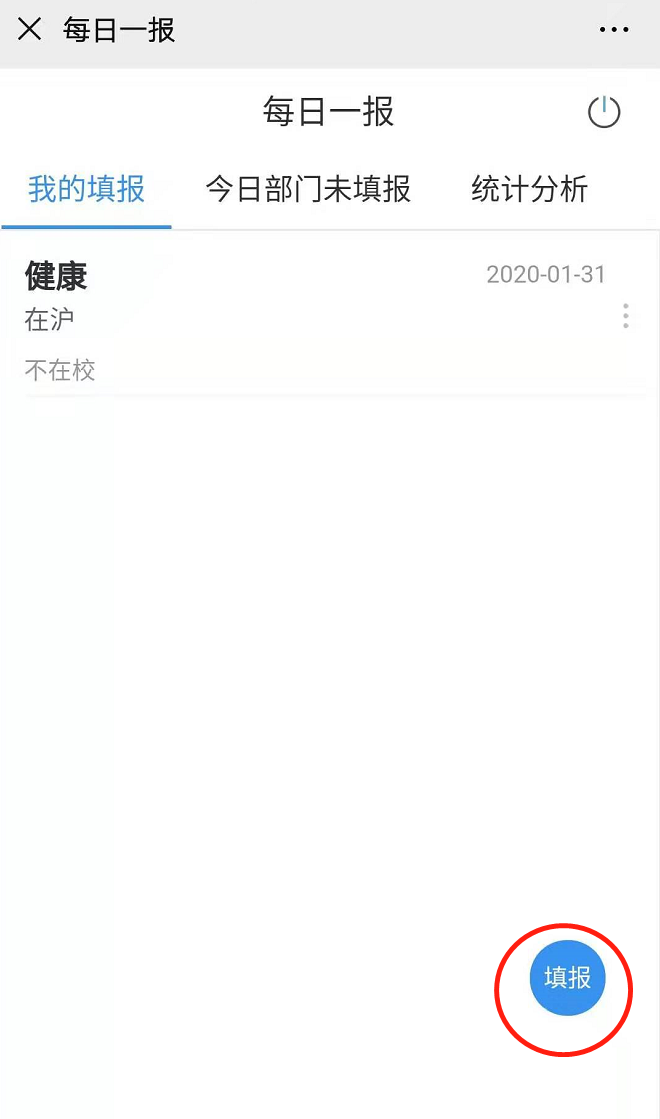 每日一报
每日一报
我的填报 今日部门未填报 统计分析
健康 2020-01-31
在沪
不在校
填报